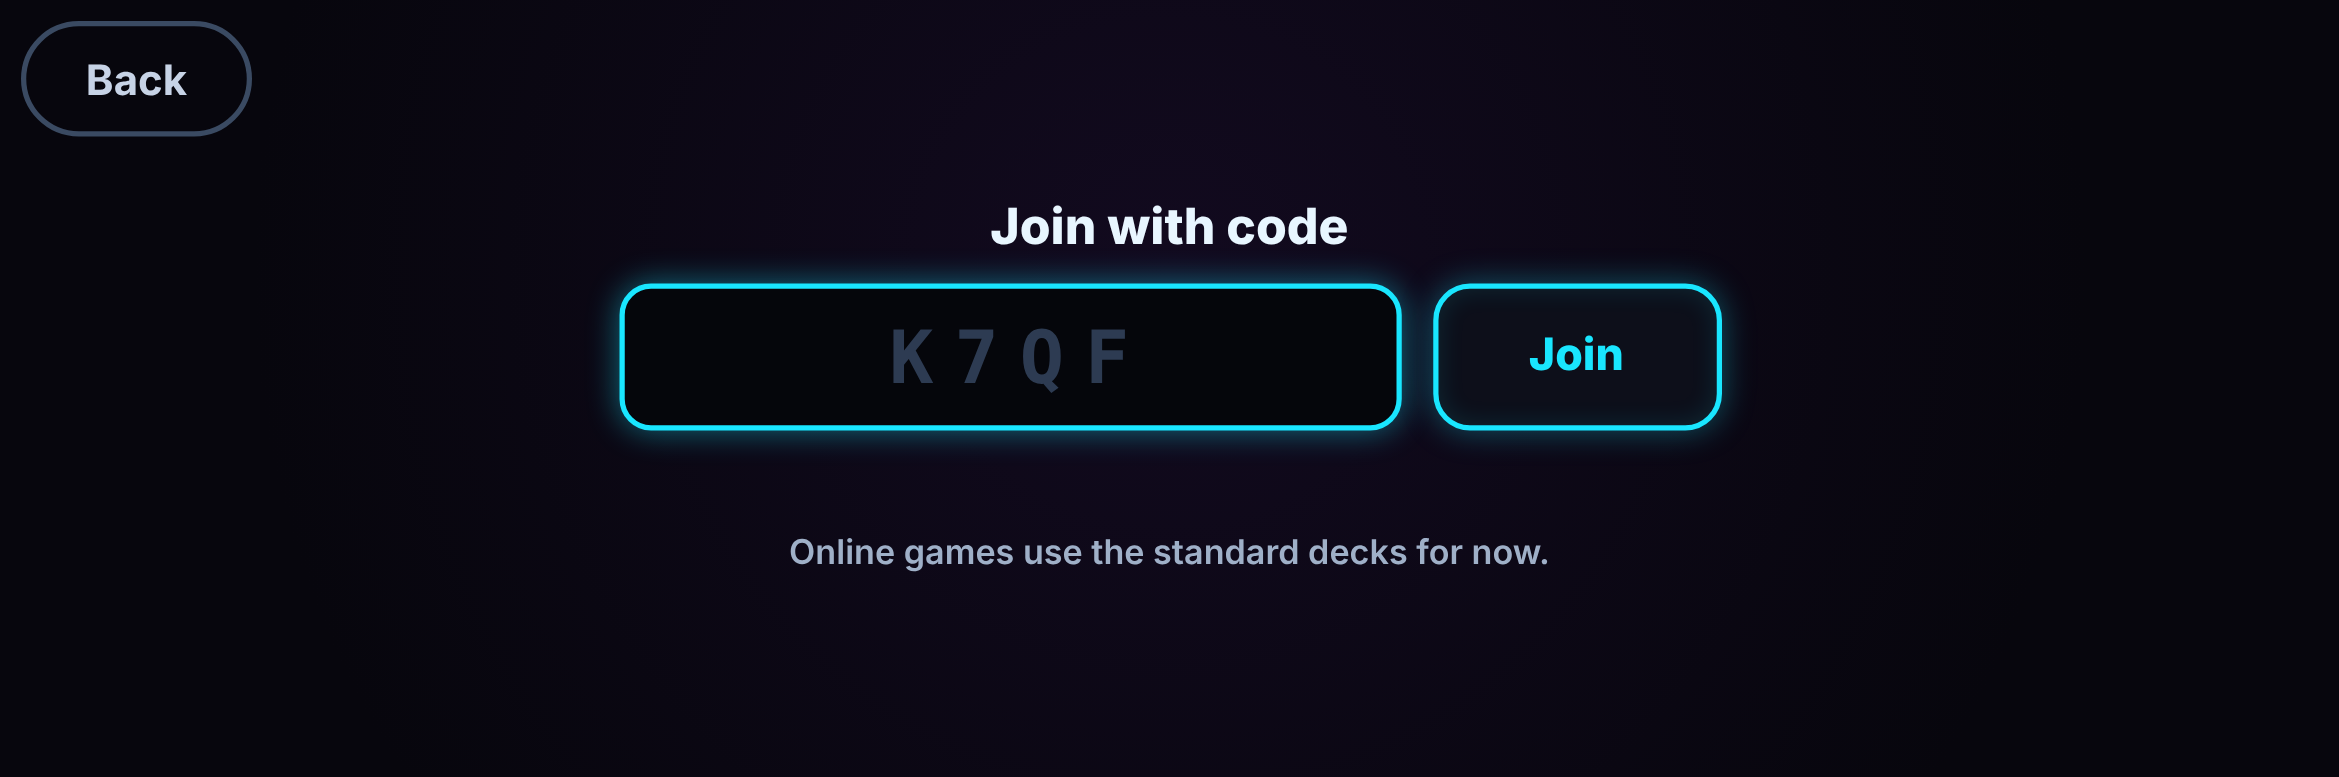 Back
Join with code
K7QF
Join
Online games use the standard decks for now.